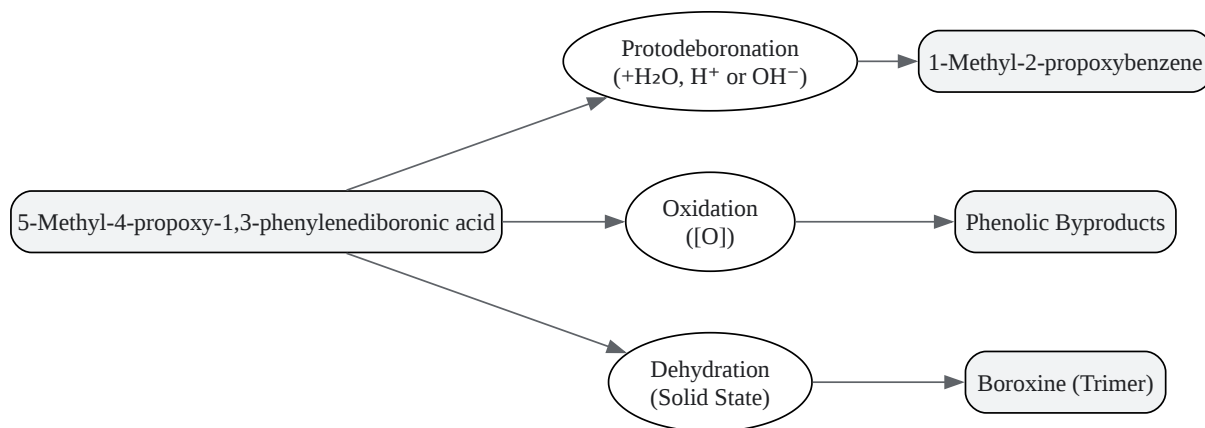 Protodeboronation
(+H₂O, H⁺ or OH⁻)
1-Methyl-2-propoxybenzene
5-Methyl-4-propoxy-1,3-phenylenediboronic acid
Oxidation
([O])
Phenolic Byproducts
Dehydration
(Solid State)
Boroxine (Trimer)